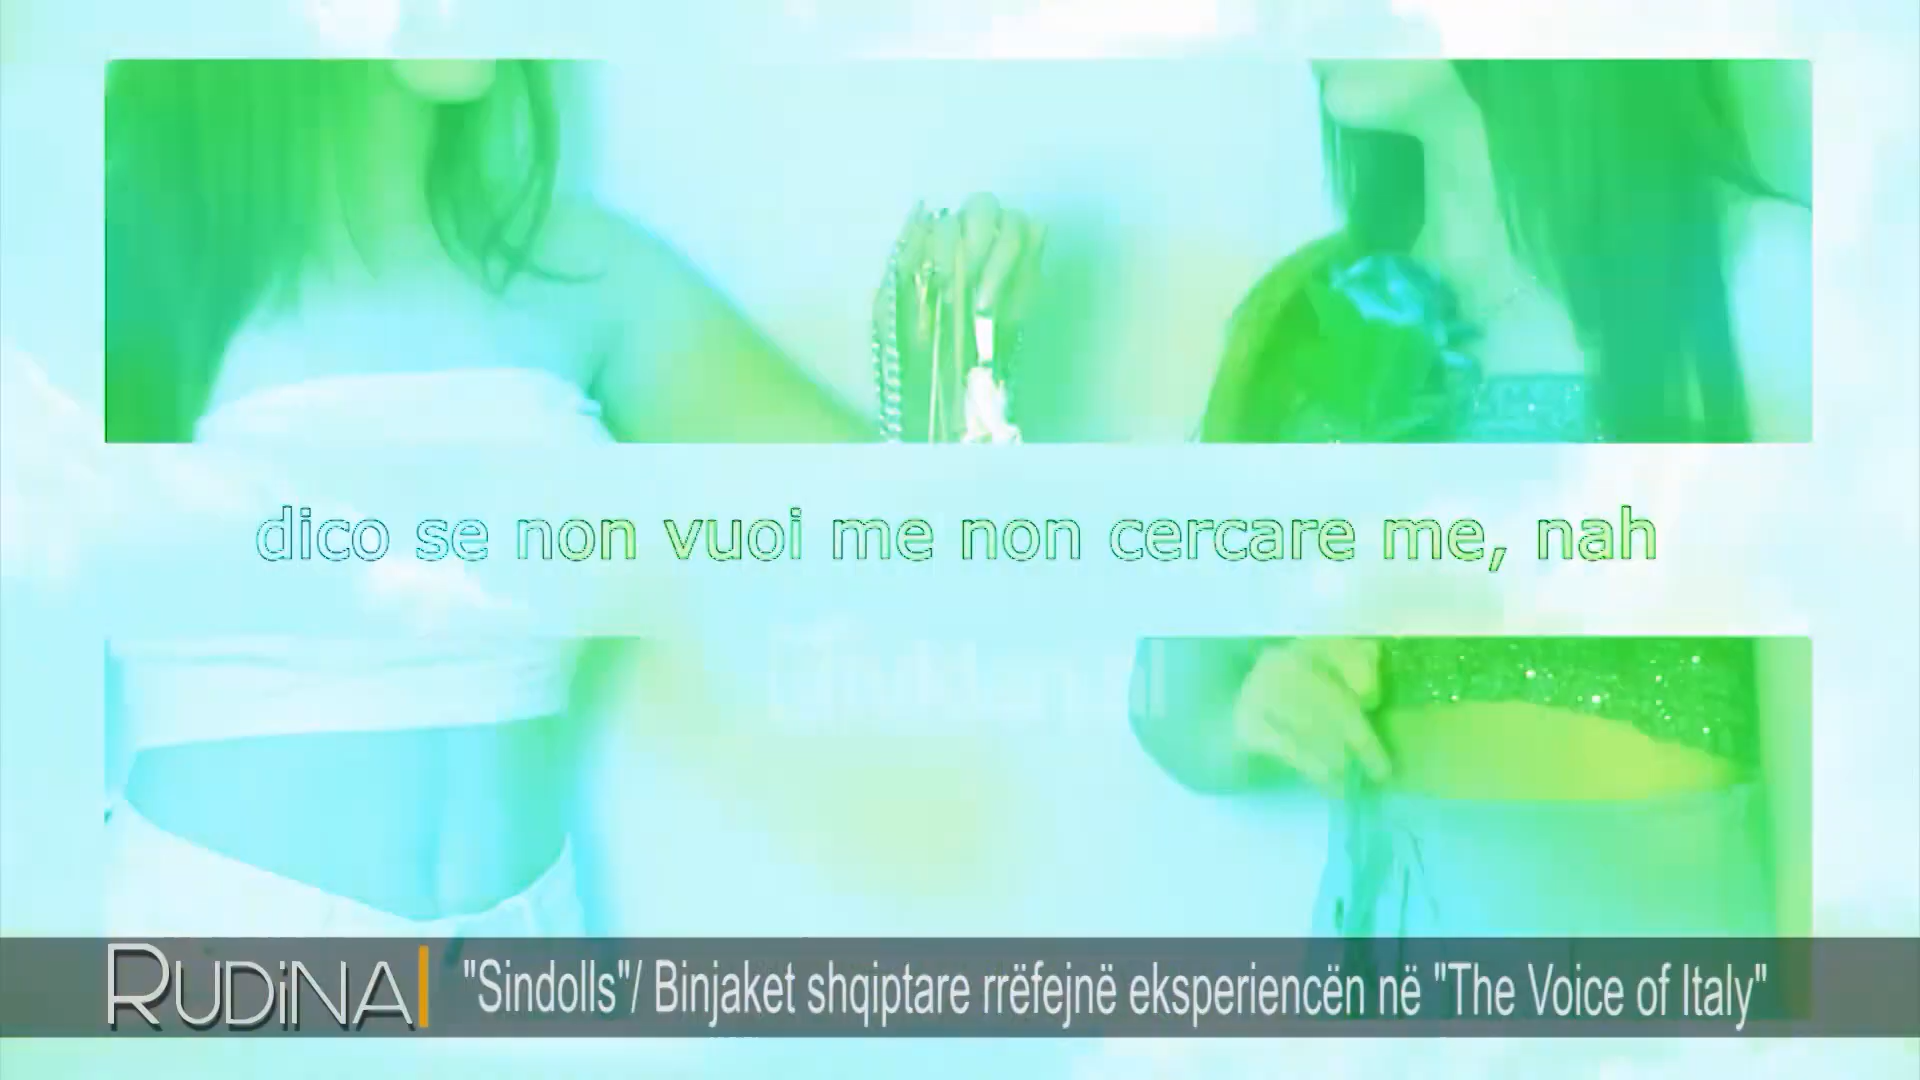 dico se non vuoi me non cercare me, nah
RUDiNA "Sindolls"/ Binjaket shqiptare rrëfejnë eksperiencën në "The Voice of Italy"